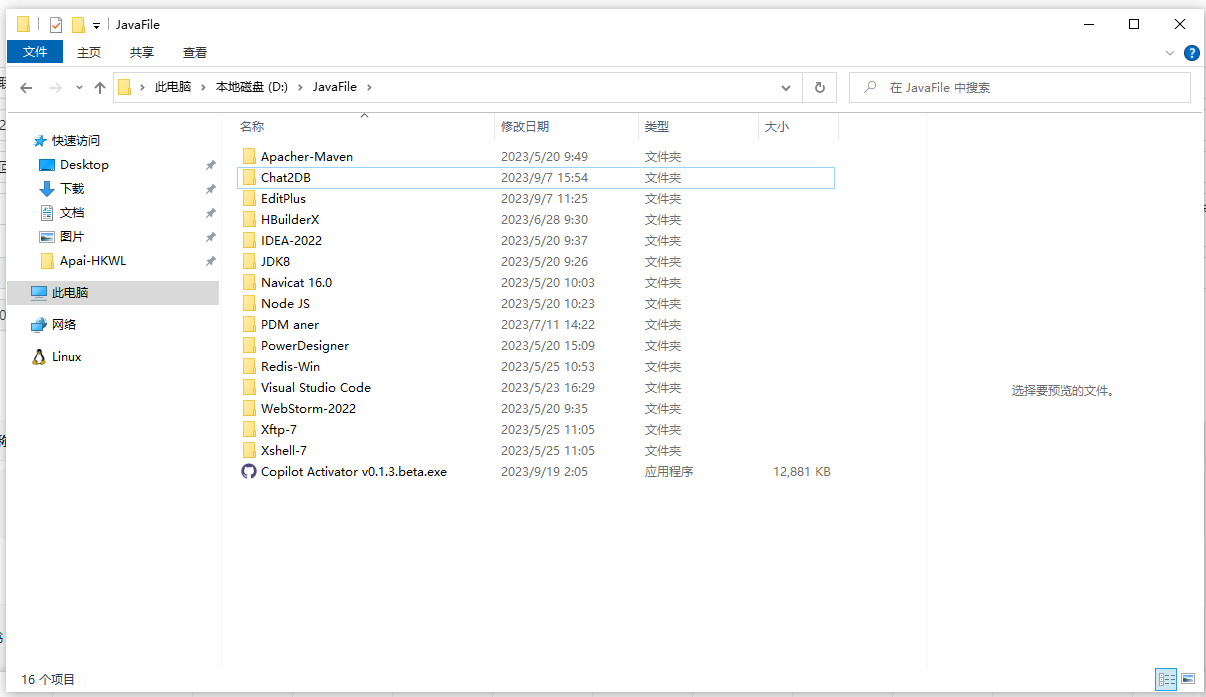 JavaFile
文件 主页 共享 查看
此电脑 本地磁盘 (D:) JavaFile 在 JavaFile 中搜索
名称 修改日期 类型 大小
快速访问
Desktop
下载
文档
图片
Apai-HKWL
此电脑
网络
Linux
Apacher-Maven 2023/5/20 9:49 文件夹
Chat2DB 2023/9/7 15:54 文件夹
EditPlus 2023/9/7 11:25 文件夹
HBuilderX 2023/6/28 9:30 文件夹
IDEA-2022 2023/5/20 9:37 文件夹
JDK8 2023/5/20 9:26 文件夹
Navicat 16.0 2023/5/20 10:03 文件夹
Node JS 2023/5/20 10:23 文件夹
PDM aner 2023/7/11 14:22 文件夹
PowerDesigner 2023/5/20 15:09 文件夹
Redis-Win 2023/5/25 10:53 文件夹
Visual Studio Code 2023/5/23 16:29 文件夹
WebStorm-2022 2023/5/20 9:35 文件夹
Xftp-7 2023/5/25 11:05 文件夹
Xshell-7 2023/5/25 11:05 文件夹
Copilot Activator v0.1.3.beta.exe 2023/9/19 2:05 应用程序 12,881 KB
选择要预览的文件。
16 个项目